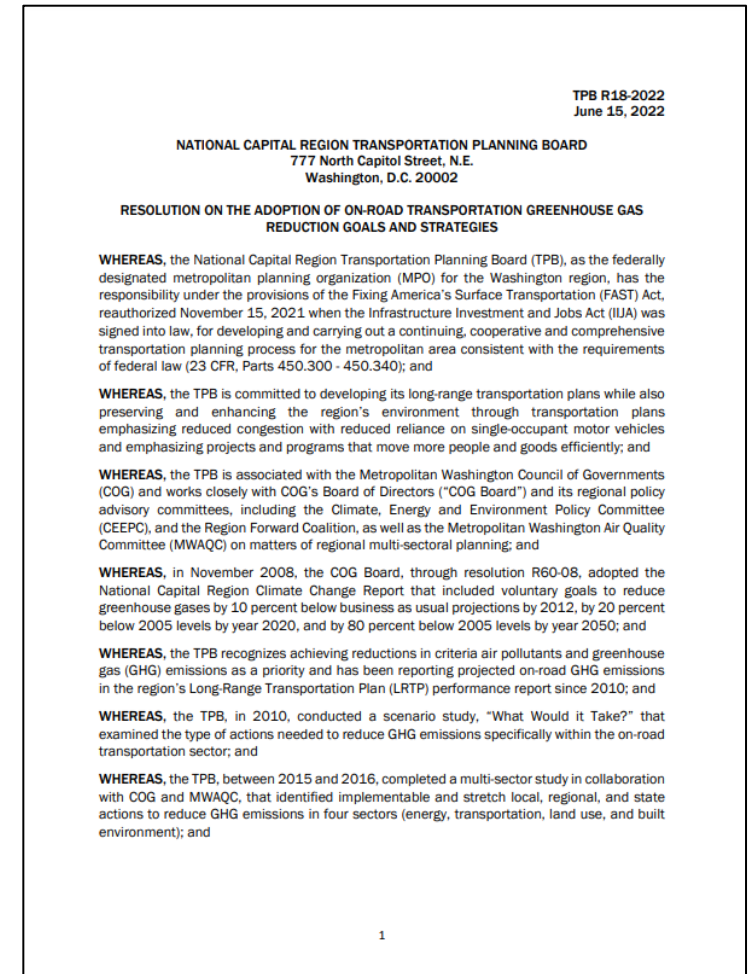 TPB R18-2022
June 15, 2022
NATIONAL CAPITAL REGION TRANSPORTATION PLANNING BOARD
777 North Capitol Street, N.E.
Washington, D.C. 20002
RESOLUTION ON THE ADOPTION OF ON-ROAD TRANSPORTATION GREENHOUSE GAS
REDUCTION GOALS AND STRATEGIES
WHEREAS, the National Capital Region Transportation Planning Board (TPB), as the federally
designated metropolitan planning organization (MPO) for the Washington region, has the
responsibility under the provisions of the Fixing America's Surface Transportation (FAST) Act,
reauthorized November 15, 2021 when the Infrastructure Investment and Jobs Act (IIJA) was
signed into law, for developing and carrying out a continuing, cooperative and comprehensive
transportation planning process for the metropolitan area consistent with the requirements
of federal law (23 CFR, Parts 450.300 - 450.340); and
WHEREAS, the TPB is committed to developing its long-range transportation plans while also
preserving and enhancing the region's environment through transportation plans
emphasizing reduced congestion with reduced reliance on single-occupant motor vehicles
and emphasizing projects and programs that move more people and goods efficiently; and
WHEREAS, the TPB is associated with the Metropolitan Washington Council of Governments
(COG) and works closely with COG's Board of Directors ("COG Board") and its regional policy
advisory committees, including the Climate, Energy and Environment Policy Committee
(CEEPC), and the Region Forward Coalition, as well as the Metropolitan Washington Air Quality
Committee (MWAQC) on matters of regional multi-sectoral planning; and
WHEREAS, in November 2008, the COG Board, through resolution R60-08, adopted the
National Capital Region Climate Change Report that included voluntary goals to reduce
greenhouse gases by 10 percent below business as usual projections by 2012, by 20 percent
below 2005 levels by year 2020, and by 80 percent below 2005 levels by year 2050; and
WHEREAS, the TPB recognizes achieving reductions in criteria air pollutants and greenhouse
gas (GHG) emissions as a priority and has been reporting projected on-road GHG emissions
in the region's Long-Range Transportation Plan (LRTP) performance report since 2010; and
WHEREAS, the TPB, in 2010, conducted a scenario study, "What Would it Take?" that
examined the type of actions needed to reduce GHG emissions specifically within the on-road
transportation sector; and
WHEREAS, the TPB, between 2015 and 2016, completed a multi-sector study in collaboration
with COG and MWAQC, that identified implementable and stretch local, regional, and state
actions to reduce GHG emissions in four sectors (energy, transportation, land use, and built
environment); and
1